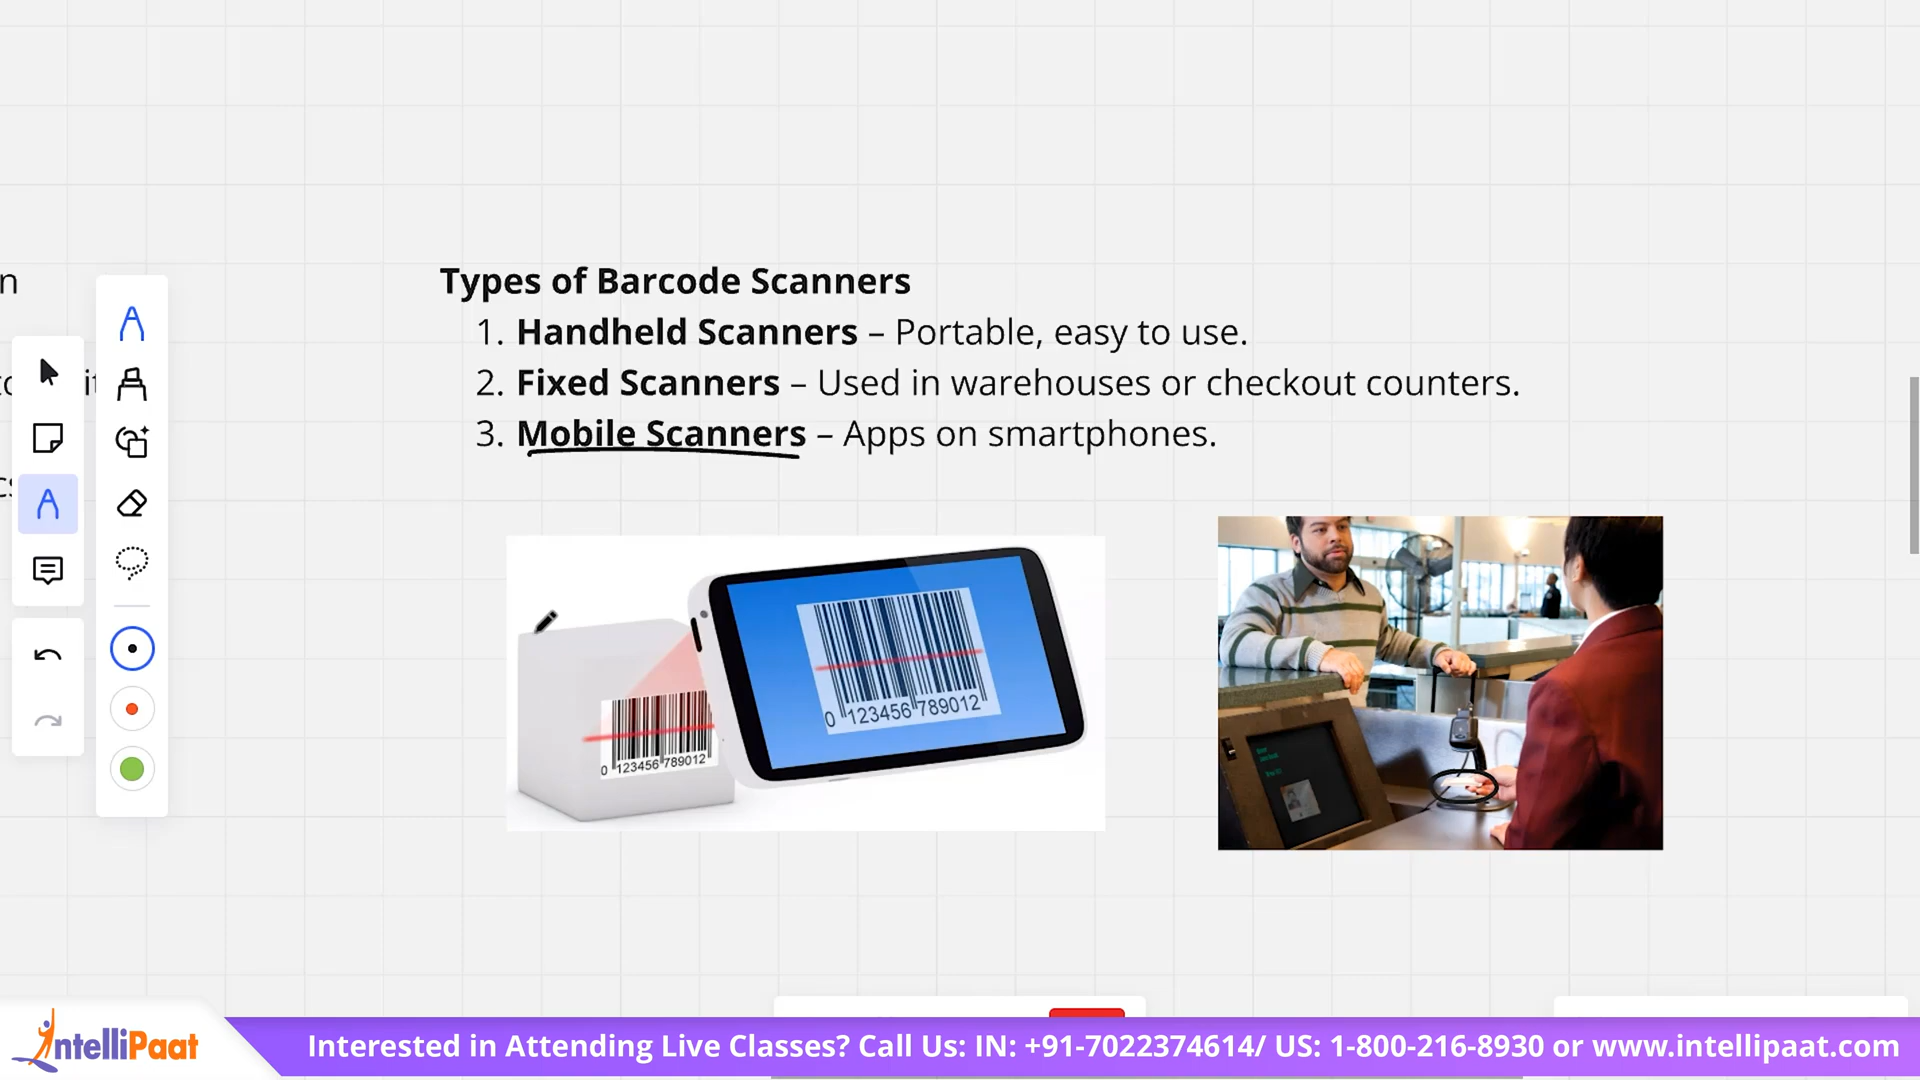 n
Types of Barcode Scanners
1. Handheld Scanners – Portable, easy to use.
2. Fixed Scanners – Used in warehouses or checkout counters.
3. Mobile Scanners – Apps on smartphones.
0 123456 789012
0 123456 789012
IntelliPaat
Interested in Attending Live Classes? Call Us: IN: +91-7022374614/ US: 1-800-216-8930 or www.intellipaat.com